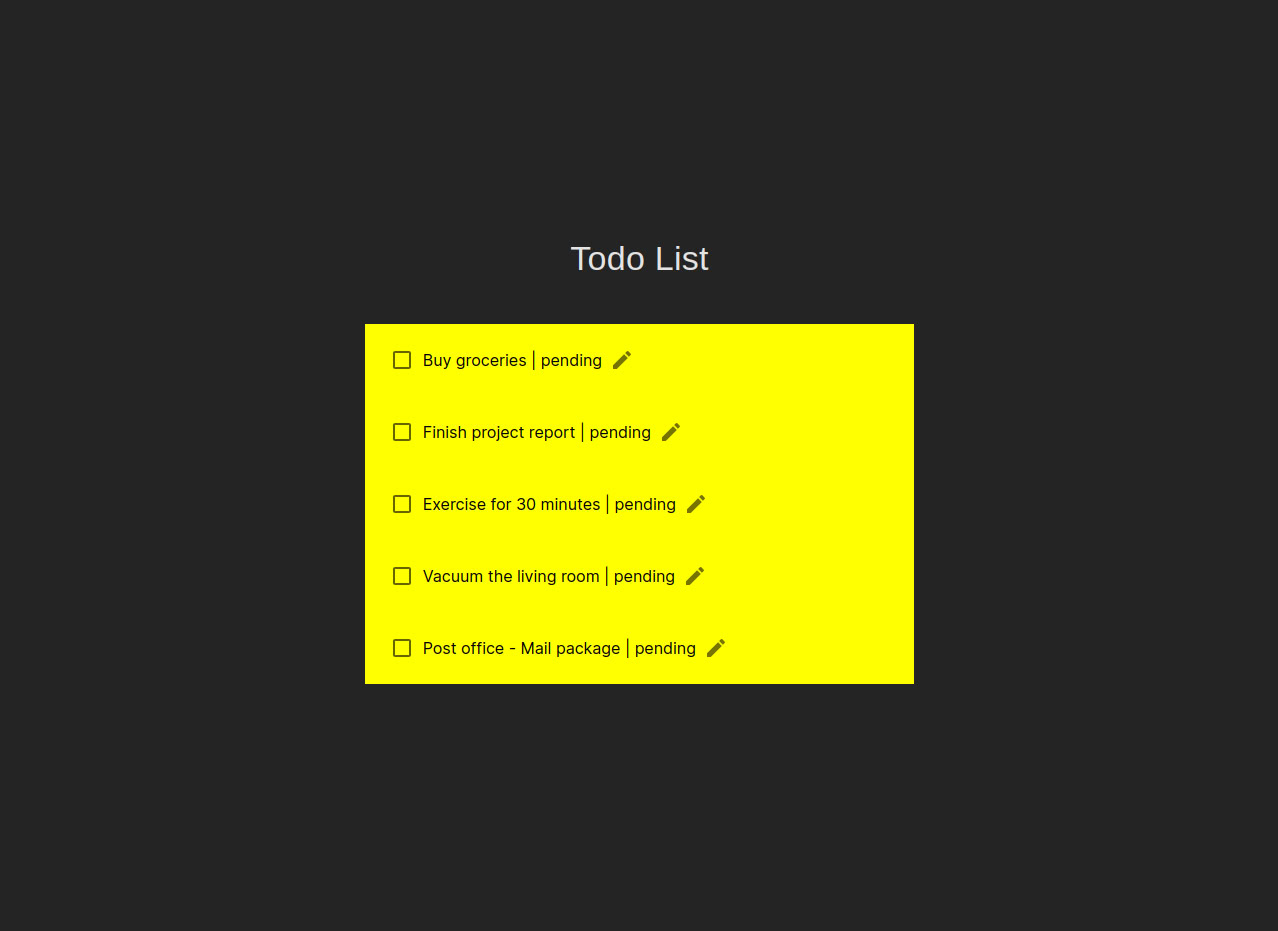 Todo List
Buy groceries | pending
Finish project report | pending
Exercise for 30 minutes | pending
Vacuum the living room | pending
Post office - Mail package | pending